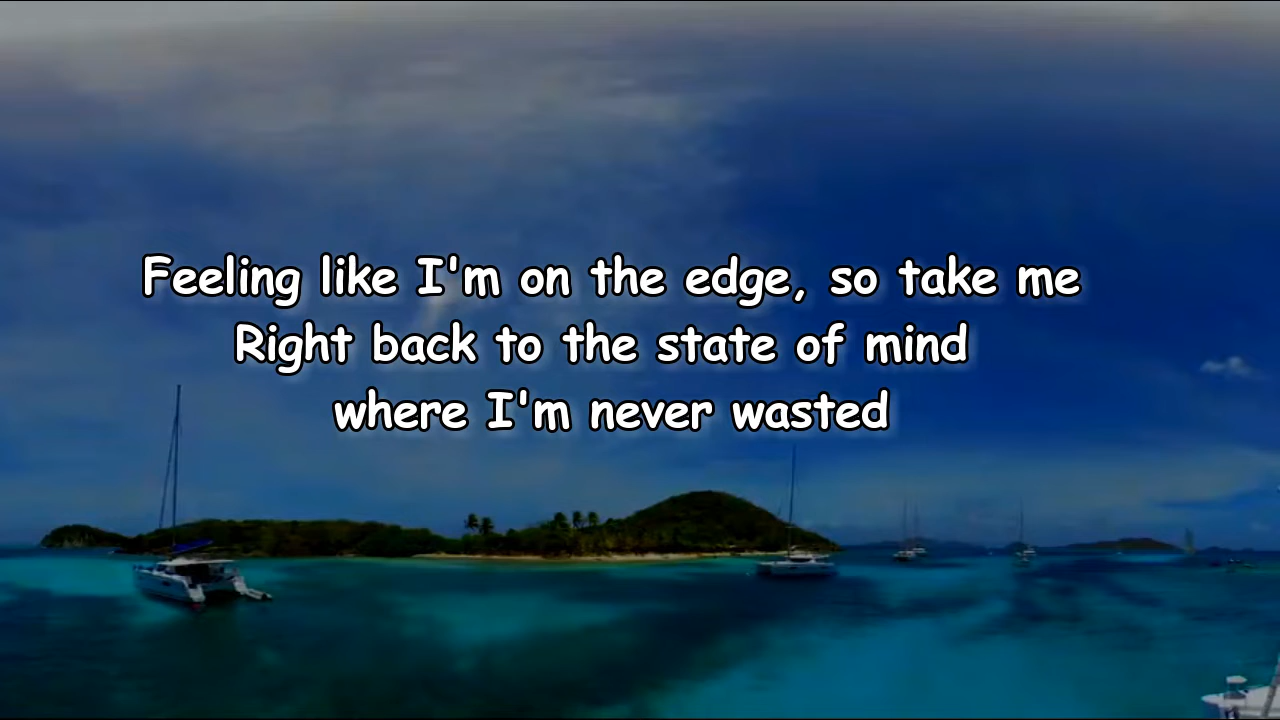 Feeling like I'm on the edge, so take me
Right back to the state of mind
where I'm never wasted